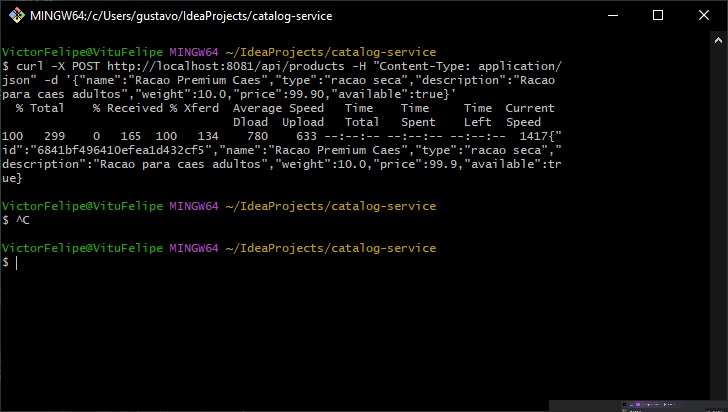 MINGW64:/c/Users/gustavo/IdeaProjects/catalog-service
VictorFelipe@VituFelipe MINGW64 ~/IdeaProjects/catalog-service
$ curl -X POST http://localhost:8081/api/products -H "Content-Type: application/
json" -d '{"name":"Racao Premium Caes","type":"racao seca","description":"Racao
para caes adultos","weight":10.0,"price":99.90,"available":true}'
  % Total    % Received % Xferd  Average Speed   Time    Time     Time  Current
                                 Dload  Upload   Total   Spent    Left  Speed
100   299    0   165  100   134    780    633 --:--:-- --:--:-- --:--:--  1417{"
id":"6841bf496410efea1d432cf5","name":"Racao Premium Caes","type":"racao seca","
description":"Racao para caes adultos","weight":10.0,"price":99.9,"available":tr
ue}
VictorFelipe@VituFelipe MINGW64 ~/IdeaProjects/catalog-service
$ ^C
VictorFelipe@VituFelipe MINGW64 ~/IdeaProjects/catalog-service
$